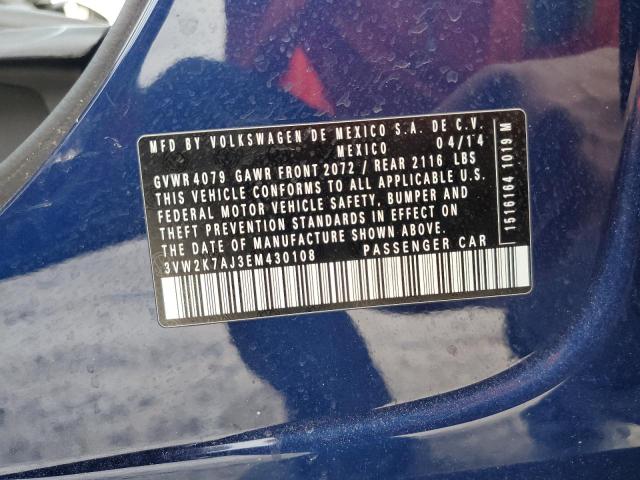 MFD BY VOLKSWAGEN DE MEXICO S.A. DE C.V.
MEXICO 04/14
GVWR 4079 GAWR FRONT 2072 / REAR 2116 LBS
THIS VEHICLE CONFORMS TO ALL APPLICABLE U.S.
FEDERAL MOTOR VEHICLE SAFETY, BUMPER AND
THEFT PREVENTION STANDARDS IN EFFECT ON
THE DATE OF MANUFACTURE SHOWN ABOVE.
3VW2K7AJ3EM430108 PASSENGER CAR
1516164 1019 M